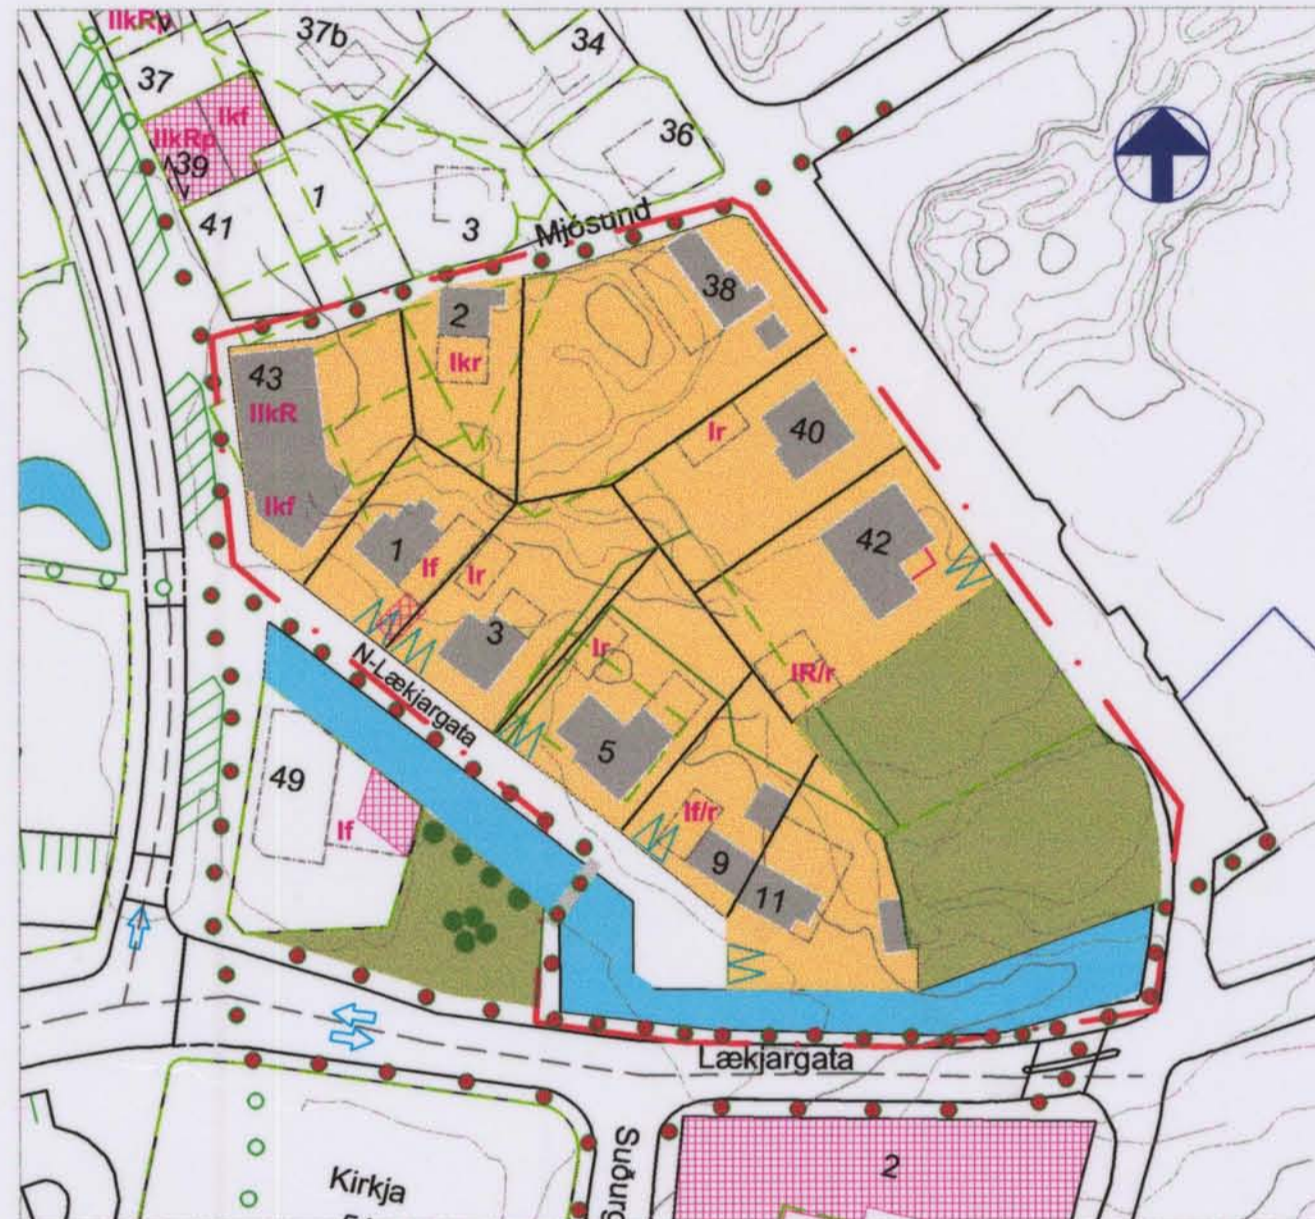 IIkRp
37
37b
34
Ikf
IIkRp
39
36
1
41
3
Mjósund
38
2
Ikr
43
IIkR
40
Ir
Ikf
42
1
If
Ir
3
Ir
IR/r
N-Lækjargata
5
49
If
If/r
9
11
Lækjargata
Kirkja
Suðurg
2